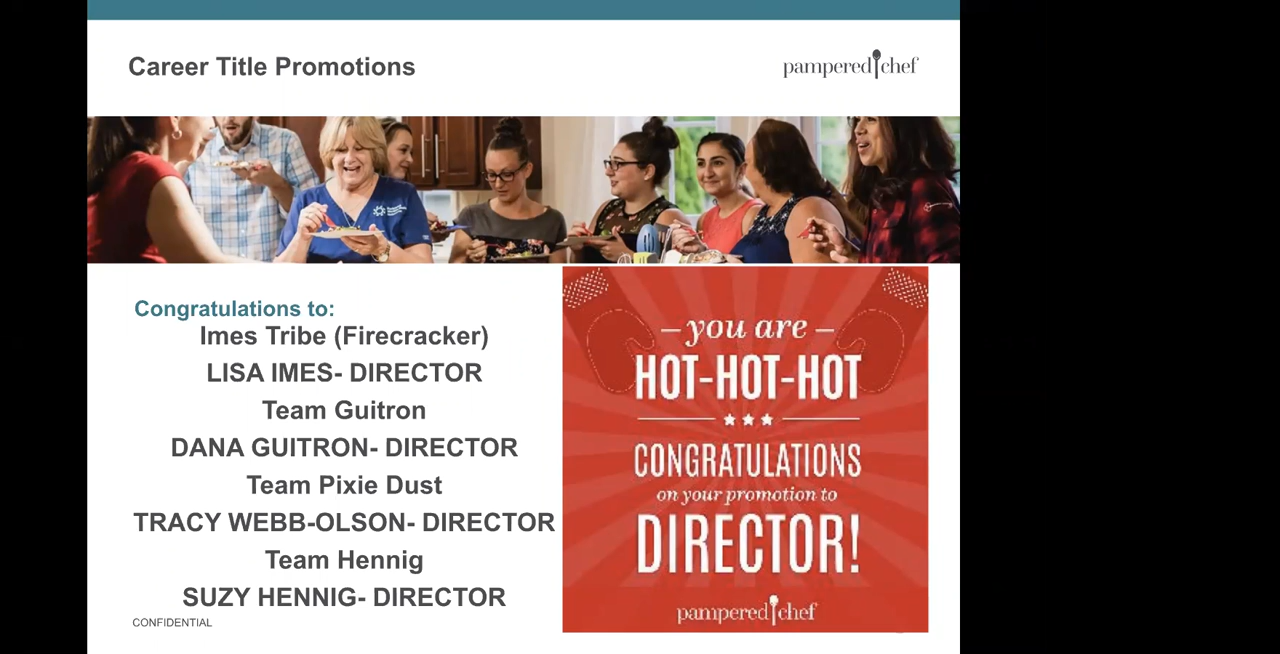 Career Title Promotions
pampered chef
Congratulations to:
Imes Tribe (Firecracker)
LISA IMES- DIRECTOR
Team Guitron
DANA GUITRON- DIRECTOR
Team Pixie Dust
TRACY WEBB-OLSON- DIRECTOR
Team Hennig
SUZY HENNIG- DIRECTOR
CONFIDENTIAL
– you are –
HOT-HOT-HOT
CONGRATULATIONS
on your promotion to
DIRECTOR!
pampered chef